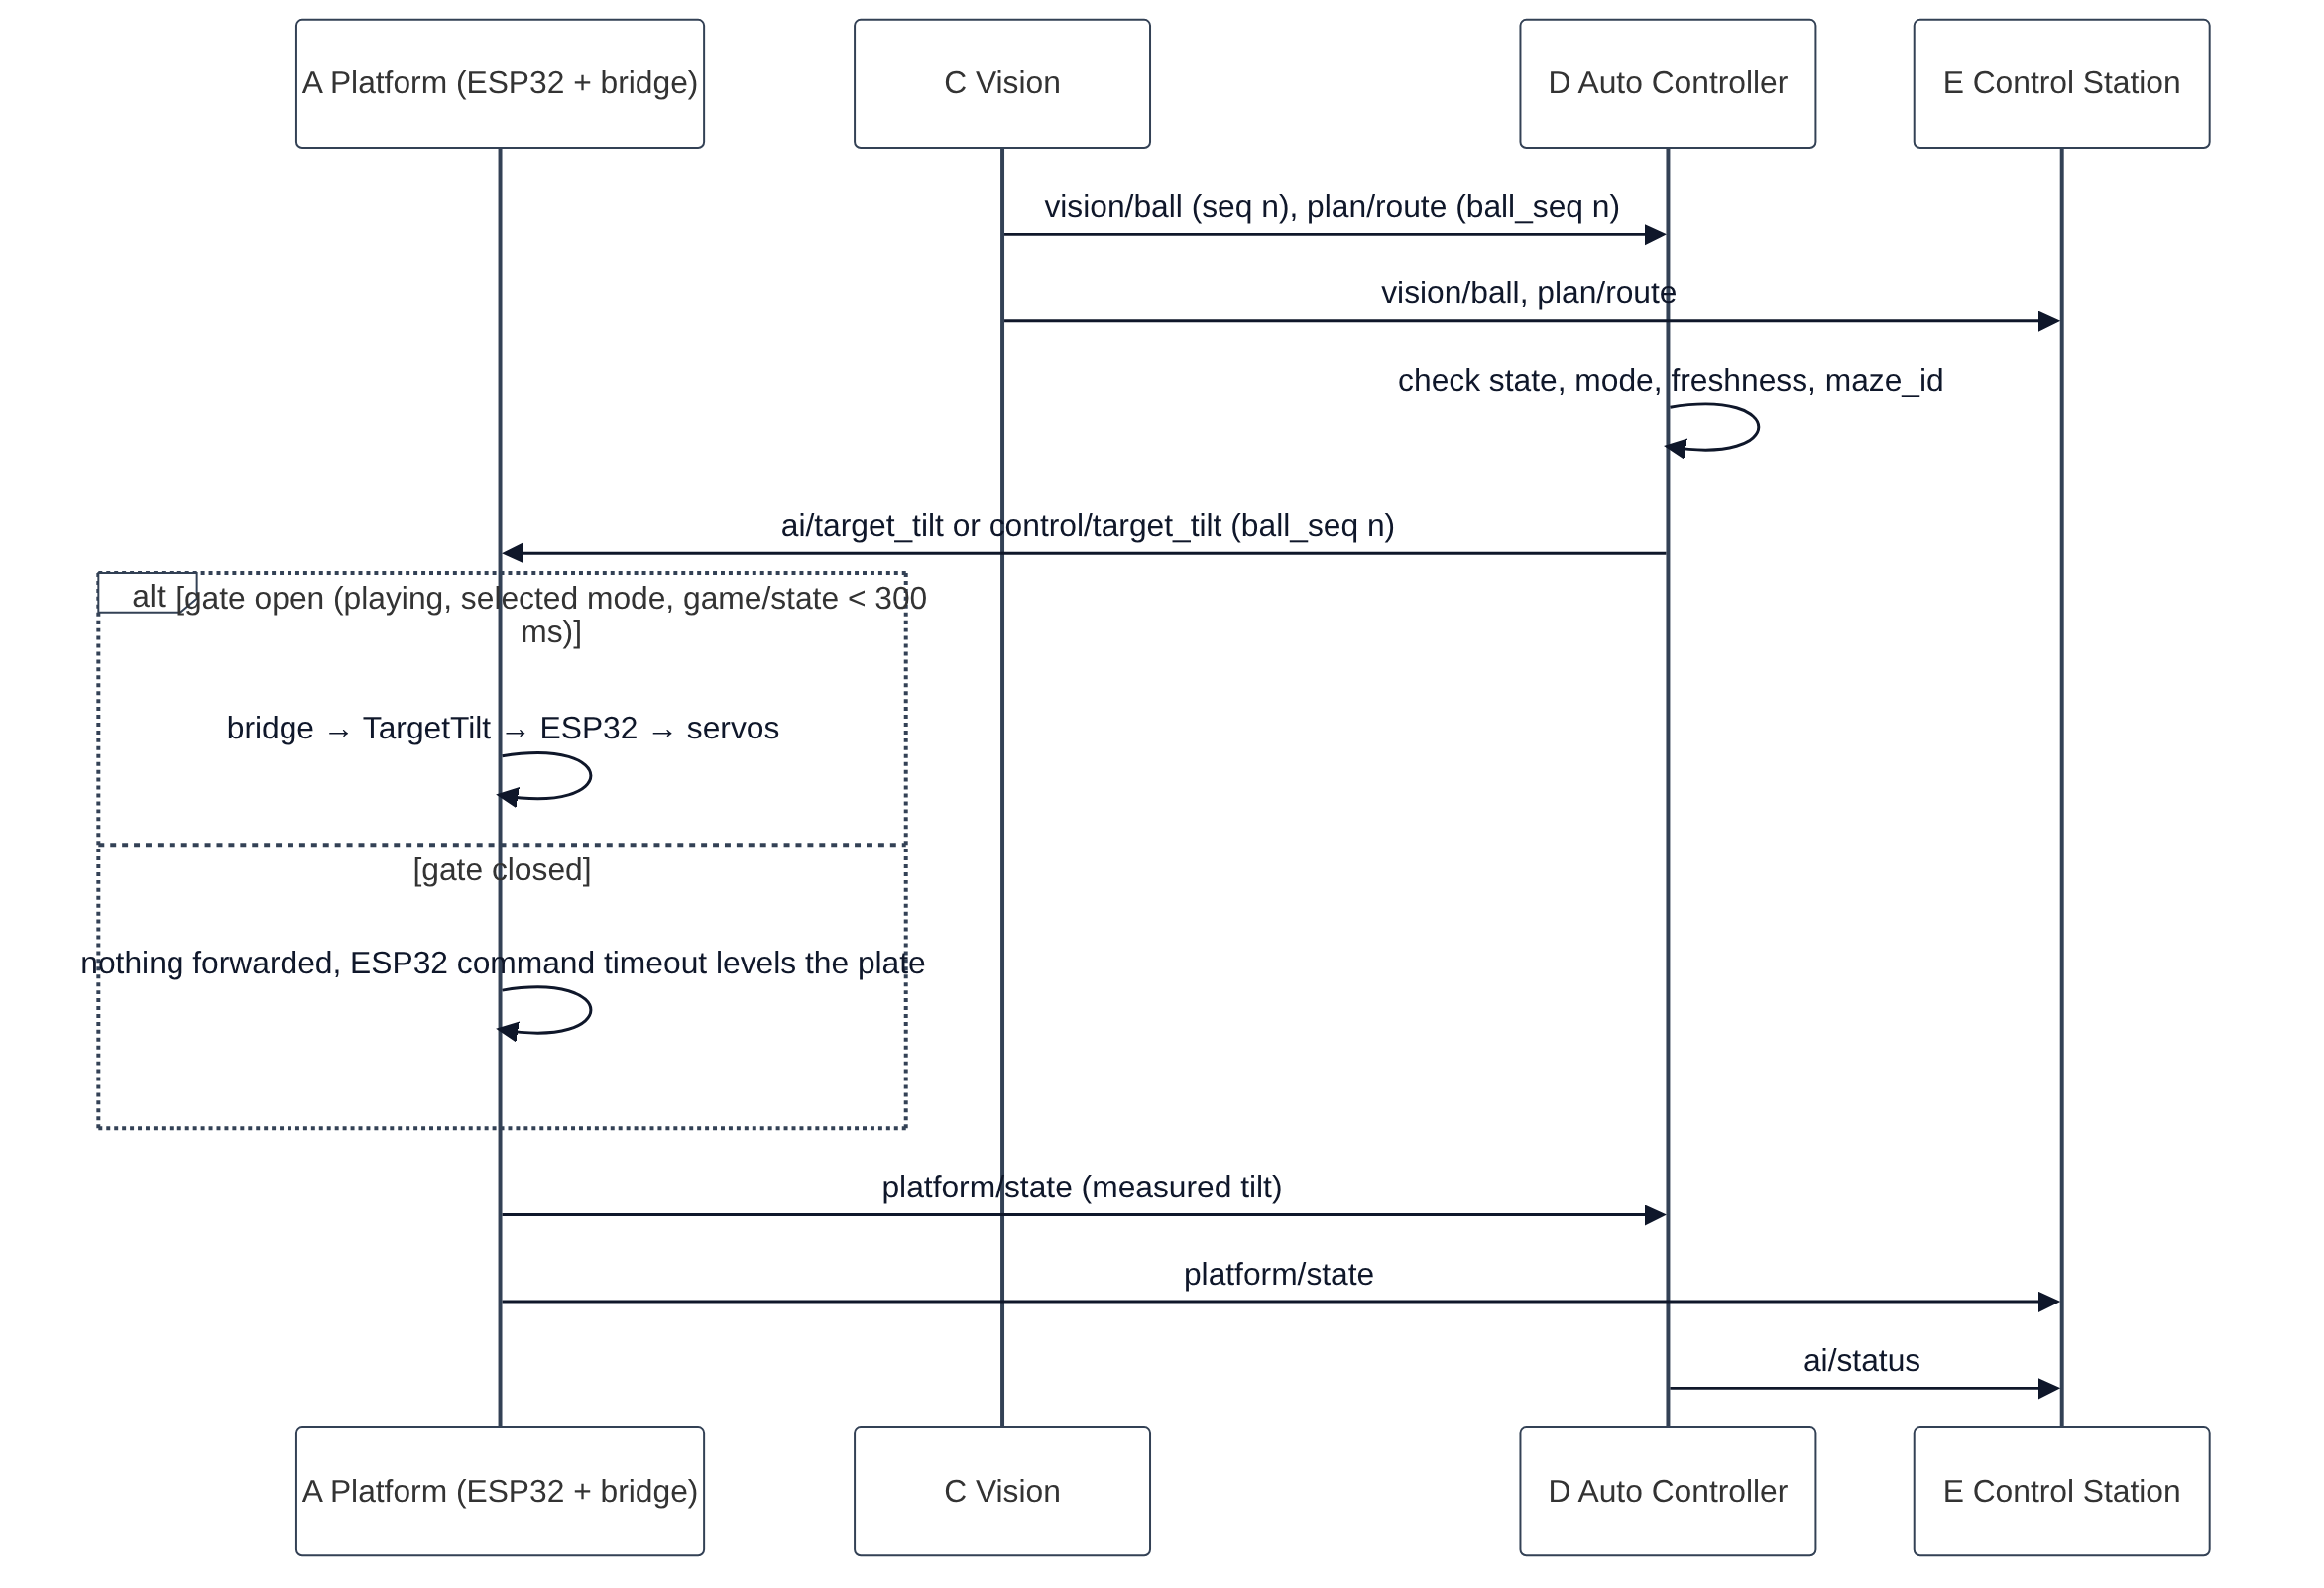 A Platform (ESP32 + bridge)
C Vision
D Auto Controller
E Control Station
vision/ball (seq n), plan/route (ball_seq n)
vision/ball, plan/route
check state, mode, freshness, maze_id
ai/target_tilt or control/target_tilt (ball_seq n)
alt
[gate open (playing, selected mode, game/state < 300
ms)]
bridge → TargetTilt → ESP32 → servos
[gate closed]
nothing forwarded, ESP32 command timeout levels the plate
platform/state (measured tilt)
platform/state
ai/status
A Platform (ESP32 + bridge)
C Vision
D Auto Controller
E Control Station